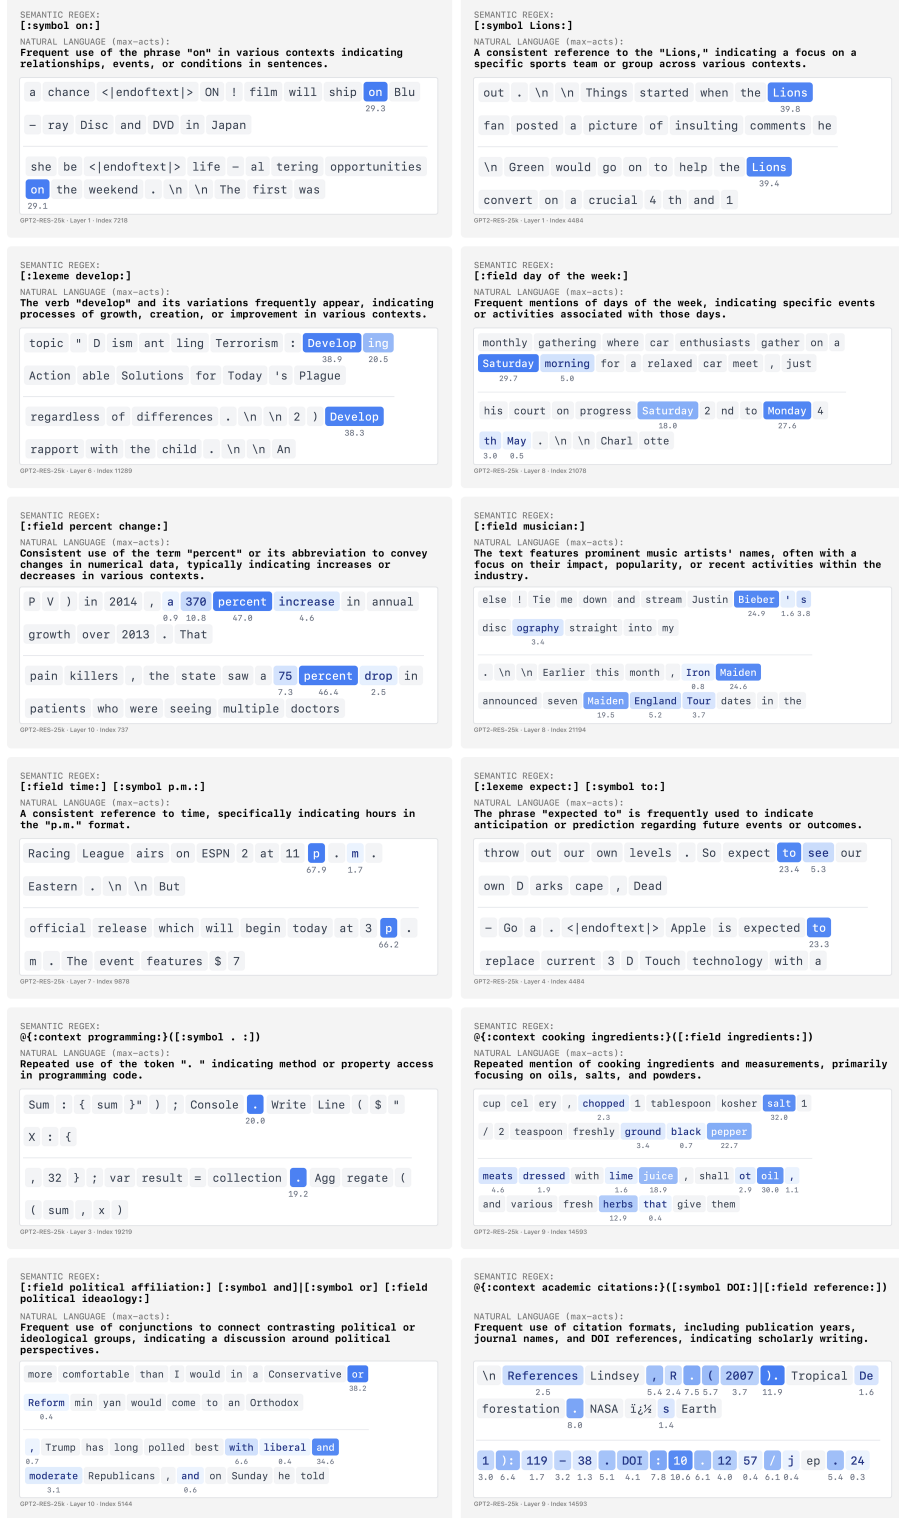 SEMANTIC REGEX:
[:symbol on:]
NATURAL LANGUAGE (max-acts):
Frequent use of the phrase "on" in various contexts indicating
relationships, events, or conditions in sentences.
a chance <|endoftext|> ON ! film will ship on Blu
29.3
— ray Disc and DVD in Japan
she be <|endoftext|> life — al tering opportunities
on the weekend . \n \n The first was
29.1
GPT2-RES-25k · Layer 1 · Index 7218
SEMANTIC REGEX:
[:symbol Lions:]
NATURAL LANGUAGE (max-acts):
A consistent reference to the "Lions," indicating a focus on a
specific sports team or group across various contexts.
out . \n \n Things started when the Lions
39.8
fan posted a picture of insulting comments he
\n Green would go on to help the Lions
39.4
convert on a crucial 4 th and 1
GPT2-RES-25k · Layer 1 · Index 4484
SEMANTIC REGEX:
[:lexeme develop:]
NATURAL LANGUAGE (max-acts):
The verb "develop" and its variations frequently appear, indicating
processes of growth, creation, or improvement in various contexts.
topic " D ism ant ling Terrorism : Develop ing
38.9 20.5
Action able Solutions for Today 's Plague
regardless of differences . \n \n 2 ) Develop
38.3
rapport with the child . \n \n An
GPT2-RES-25k · Layer 6 · Index 11289
SEMANTIC REGEX:
[:field day of the week:]
NATURAL LANGUAGE (max-acts):
Frequent mentions of days of the week, indicating specific events
or activities associated with those days.
monthly gathering where car enthusiasts gather on a
Saturday morning for a relaxed car meet , just
29.7 5.0
his court on progress Saturday 2 nd to Monday 4
18.0 27.6
th May . \n \n Charl otte
3.0 0.5
GPT2-RES-25k · Layer 8 · Index 21078
SEMANTIC REGEX:
[:field percent change:]
NATURAL LANGUAGE (max-acts):
Consistent use of the term "percent" or its abbreviation to convey
changes in numerical data, typically indicating increases or
decreases in various contexts.
P V ) in 2014 , a 370 percent increase in annual
0.9 10.8 47.0 4.6
growth over 2013 . That
pain killers , the state saw a 75 percent drop in
7.3 46.4 2.5
patients who were seeing multiple doctors
GPT2-RES-25k · Layer 10 · Index 737
SEMANTIC REGEX:
[:field musician:]
NATURAL LANGUAGE (max-acts):
The text features prominent music artists' names, often with a
focus on their impact, popularity, or recent activities within the
industry.
else ! Tie me down and stream Justin Bieber ' s
24.9 1.6 3.8
disc ography straight into my
3.4
. \n \n Earlier this month , Iron Maiden
0.8 24.6
announced seven Maiden England Tour dates in the
19.5 5.2 3.7
GPT2-RES-25k · Layer 8 · Index 21194
SEMANTIC REGEX:
[:field time:] [:symbol p.m.:]
NATURAL LANGUAGE (max-acts):
A consistent reference to time, specifically indicating hours in
the "p.m." format.
Racing League airs on ESPN 2 at 11 p . m .
67.9 1.7
Eastern . \n \n But
official release which will begin today at 3 p .
66.2
m . The event features $ 7
GPT2-RES-25k · Layer 7 · Index 9878
SEMANTIC REGEX:
[:lexeme expect:] [:symbol to:]
NATURAL LANGUAGE (max-acts):
The phrase "expected to" is frequently used to indicate
anticipation or prediction regarding future events or outcomes.
throw out our own levels . So expect to see our
23.4 5.3
own D arks cape , Dead
— Go a . <|endoftext|> Apple is expected to
23.3
replace current 3 D Touch technology with a
GPT2-RES-25k · Layer 4 · Index 4484
SEMANTIC REGEX:
@{:context programming:}([:symbol . :])
NATURAL LANGUAGE (max-acts):
Repeated use of the token ". " indicating method or property access
in programming code.
Sum : { sum }" ) ; Console . Write Line ( $ "
20.0
X : {
, 32 } ; var result = collection . Agg regate (
19.2
( sum , x )
GPT2-RES-25k · Layer 3 · Index 19219
SEMANTIC REGEX:
@{:context cooking ingredients:}([:field ingredients:])
NATURAL LANGUAGE (max-acts):
Repeated mention of cooking ingredients and measurements, primarily
focusing on oils, salts, and powders.
cup cel ery , chopped 1 tablespoon kosher salt 1
2.3 32.0
/ 2 teaspoon freshly ground black pepper
3.4 0.7 22.7
meats dressed with lime juice , shall ot oil ,
4.6 1.9 1.6 18.9 2.9 30.0 1.1
and various fresh herbs that give them
12.9 0.4
GPT2-RES-25k · Layer 9 · Index 14593
SEMANTIC REGEX:
[:field political affiliation:] [:symbol and]|[:symbol or] [:field
political ideaology:]
NATURAL LANGUAGE (max-acts):
Frequent use of conjunctions to connect contrasting political or
ideological groups, indicating a discussion around political
perspectives.
more comfortable than I would in a Conservative or
38.2
Reform min yan would come to an Orthodox
0.4
, Trump has long polled best with liberal and
0.7 6.6 0.4 34.6
moderate Republicans , and on Sunday he told
3.1 0.6
GPT2-RES-25k · Layer 10 · Index 5144
SEMANTIC REGEX:
@{:context academic citations:}([:symbol DOI:]|[:field reference:])
NATURAL LANGUAGE (max-acts):
Frequent use of citation formats, including publication years,
journal names, and DOI references, indicating scholarly writing.
\n References Lindsey , R . ( 2007 ). Tropical De
2.5 5.4 2.4 7.5 5.7 3.7 11.9 1.6
forestation . NASA ï¿½ s Earth
8.0 1.4
1 ): 119 — 38 . DOI : 10 . 12 57 / j ep . 24
3.0 6.4 1.7 3.2 1.3 5.1 4.1 7.8 10.6 6.1 4.0 0.4 6.1 0.4 5.4 0.3
GPT2-RES-25k · Layer 9 · Index 14593